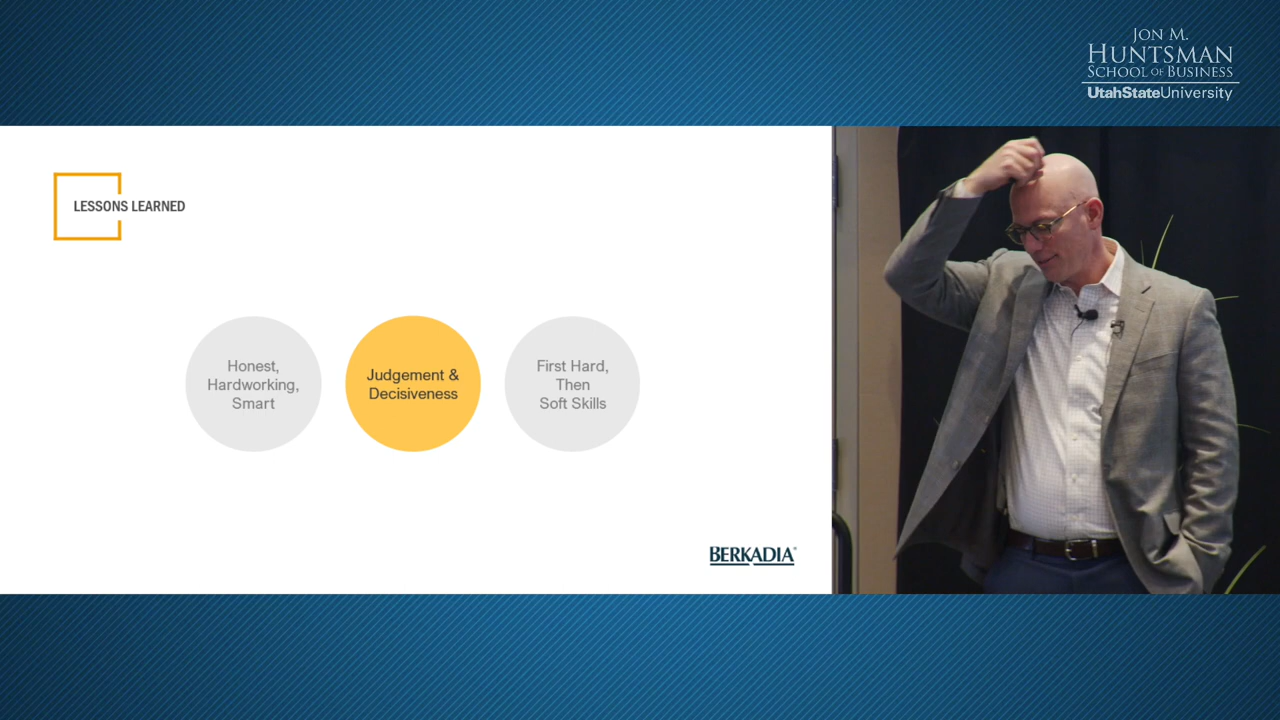 JON M.
HUNTSMAN
SCHOOL OF BUSINESS
UtahStateUniversity
LESSONS LEARNED
Honest,
Hardworking,
Smart
Judgement &
Decisiveness
First Hard,
Then
Soft Skills
BERKADIA®